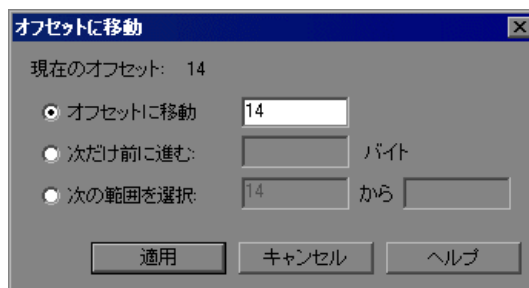 オフセットに移動
現在のオフセット: 14
オフセットに移動 14
次だけ前に進む: バイト
次の範囲を選択: 14 から
適用 キャンセル ヘルプ